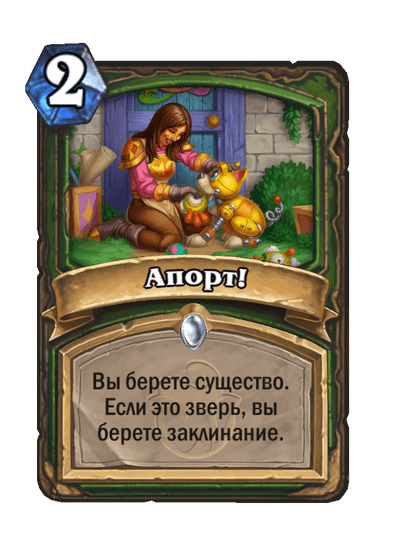 2
Апорт!
Вы берете существо.
Если это зверь, вы
берете заклинание.